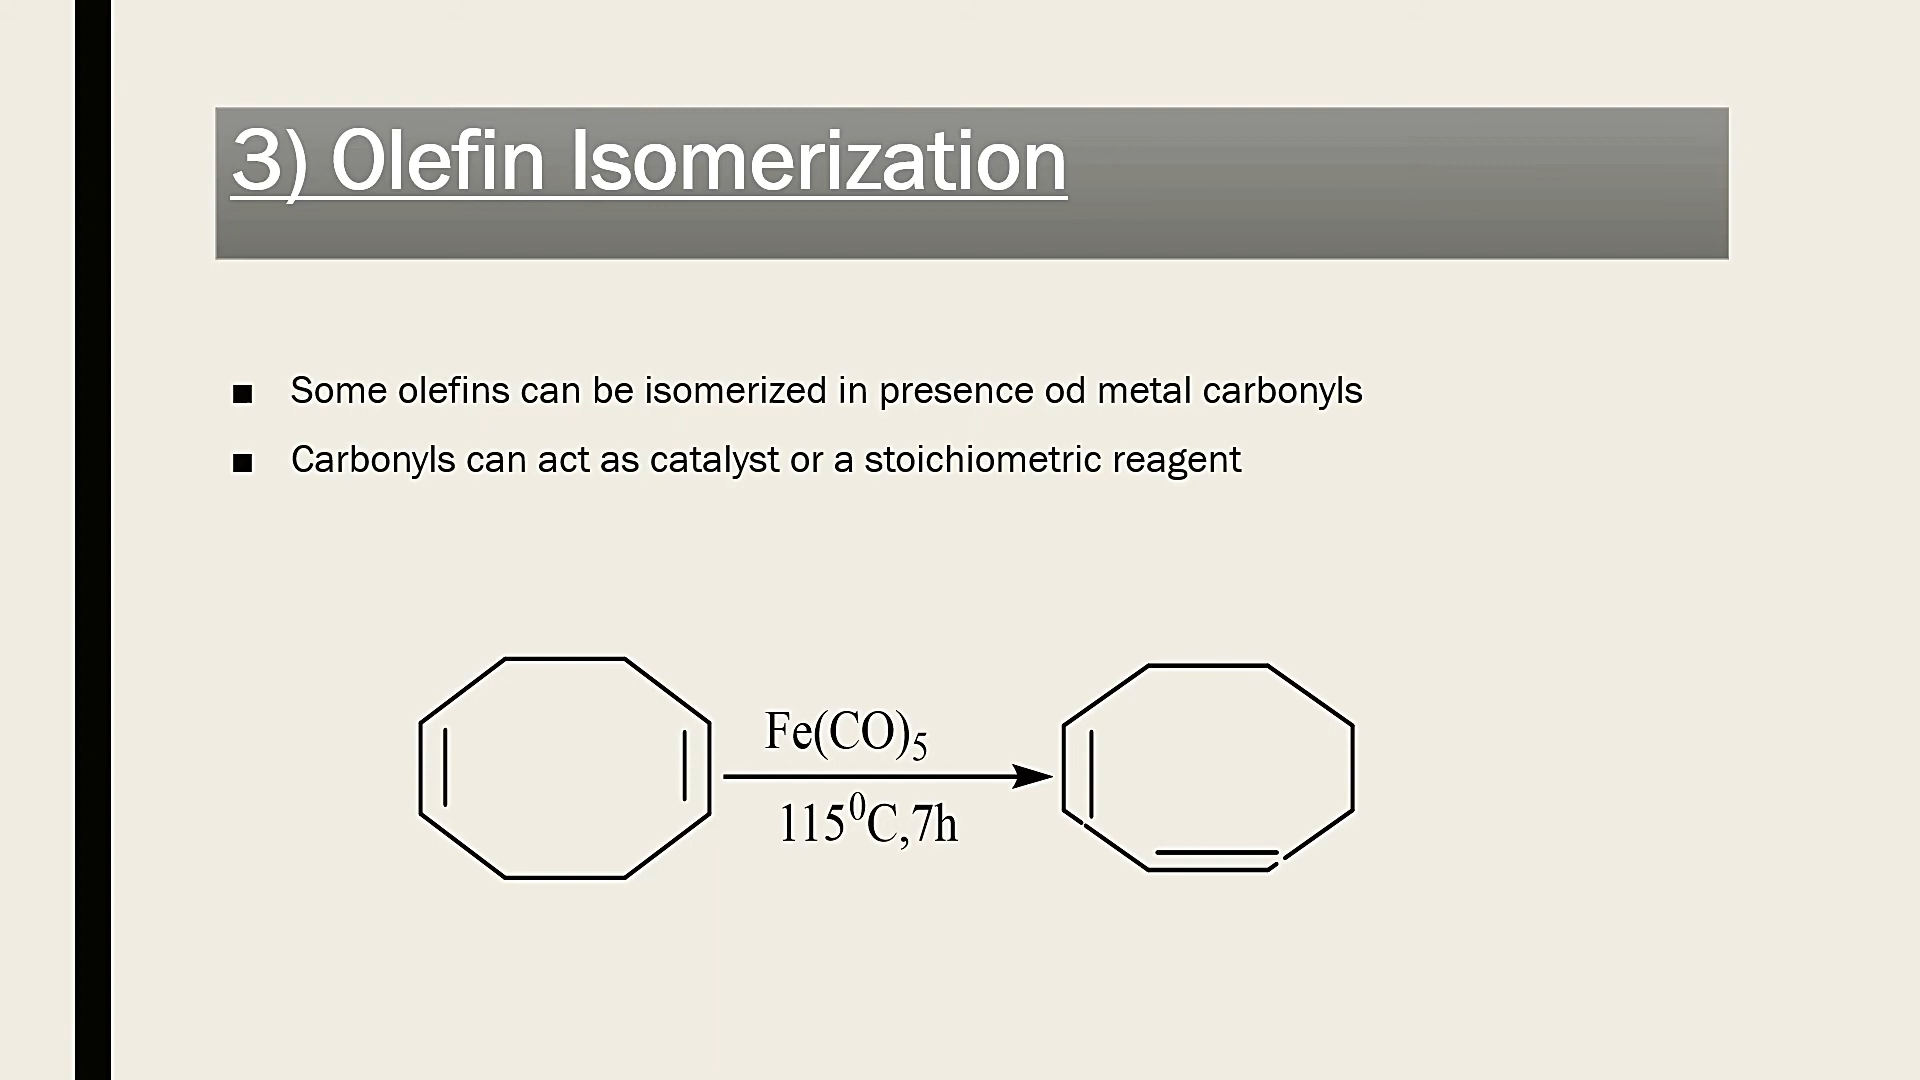 3) Olefin Isomerization
■ Some olefins can be isomerized in presence od metal carbonyls
■ Carbonyls can act as catalyst or a stoichiometric reagent
Fe(CO)₅
115⁰C,7h